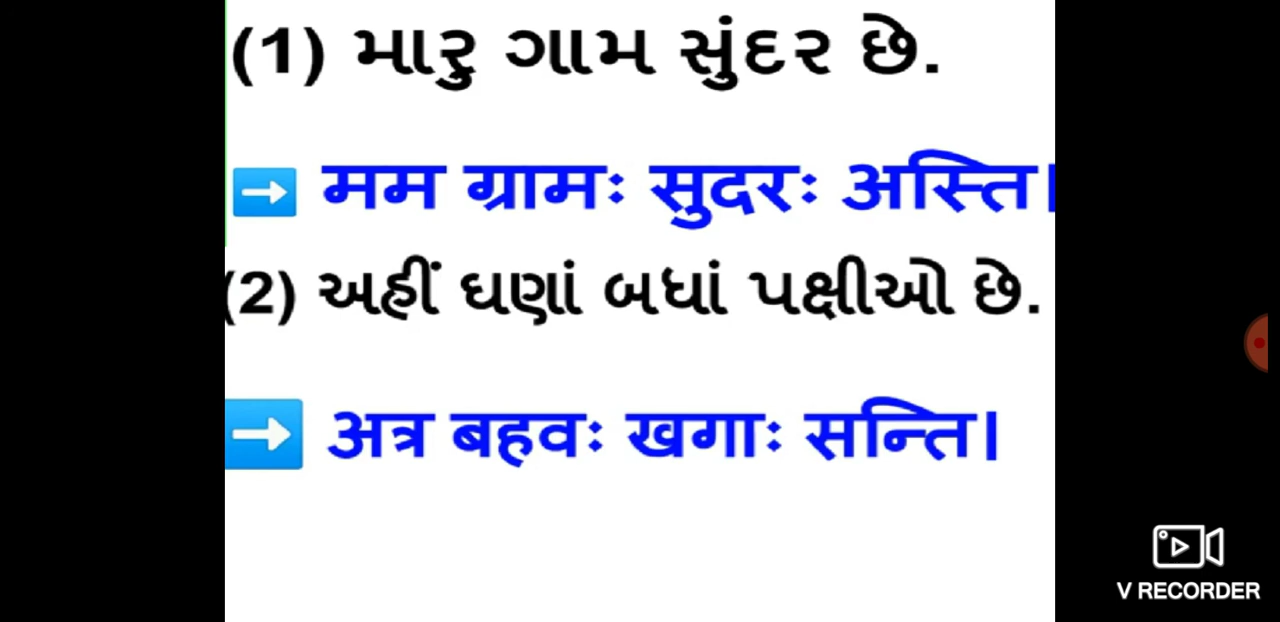 (1) મારુ ગામ સુંદર છે.
➡ मम ग्रामः सुदरः अस्ति।
(2) અહીં ઘણાં બધાં પક્ષીઓ છે.
➡ अत्र बहवः खगाः सन्ति।
V RECORDER